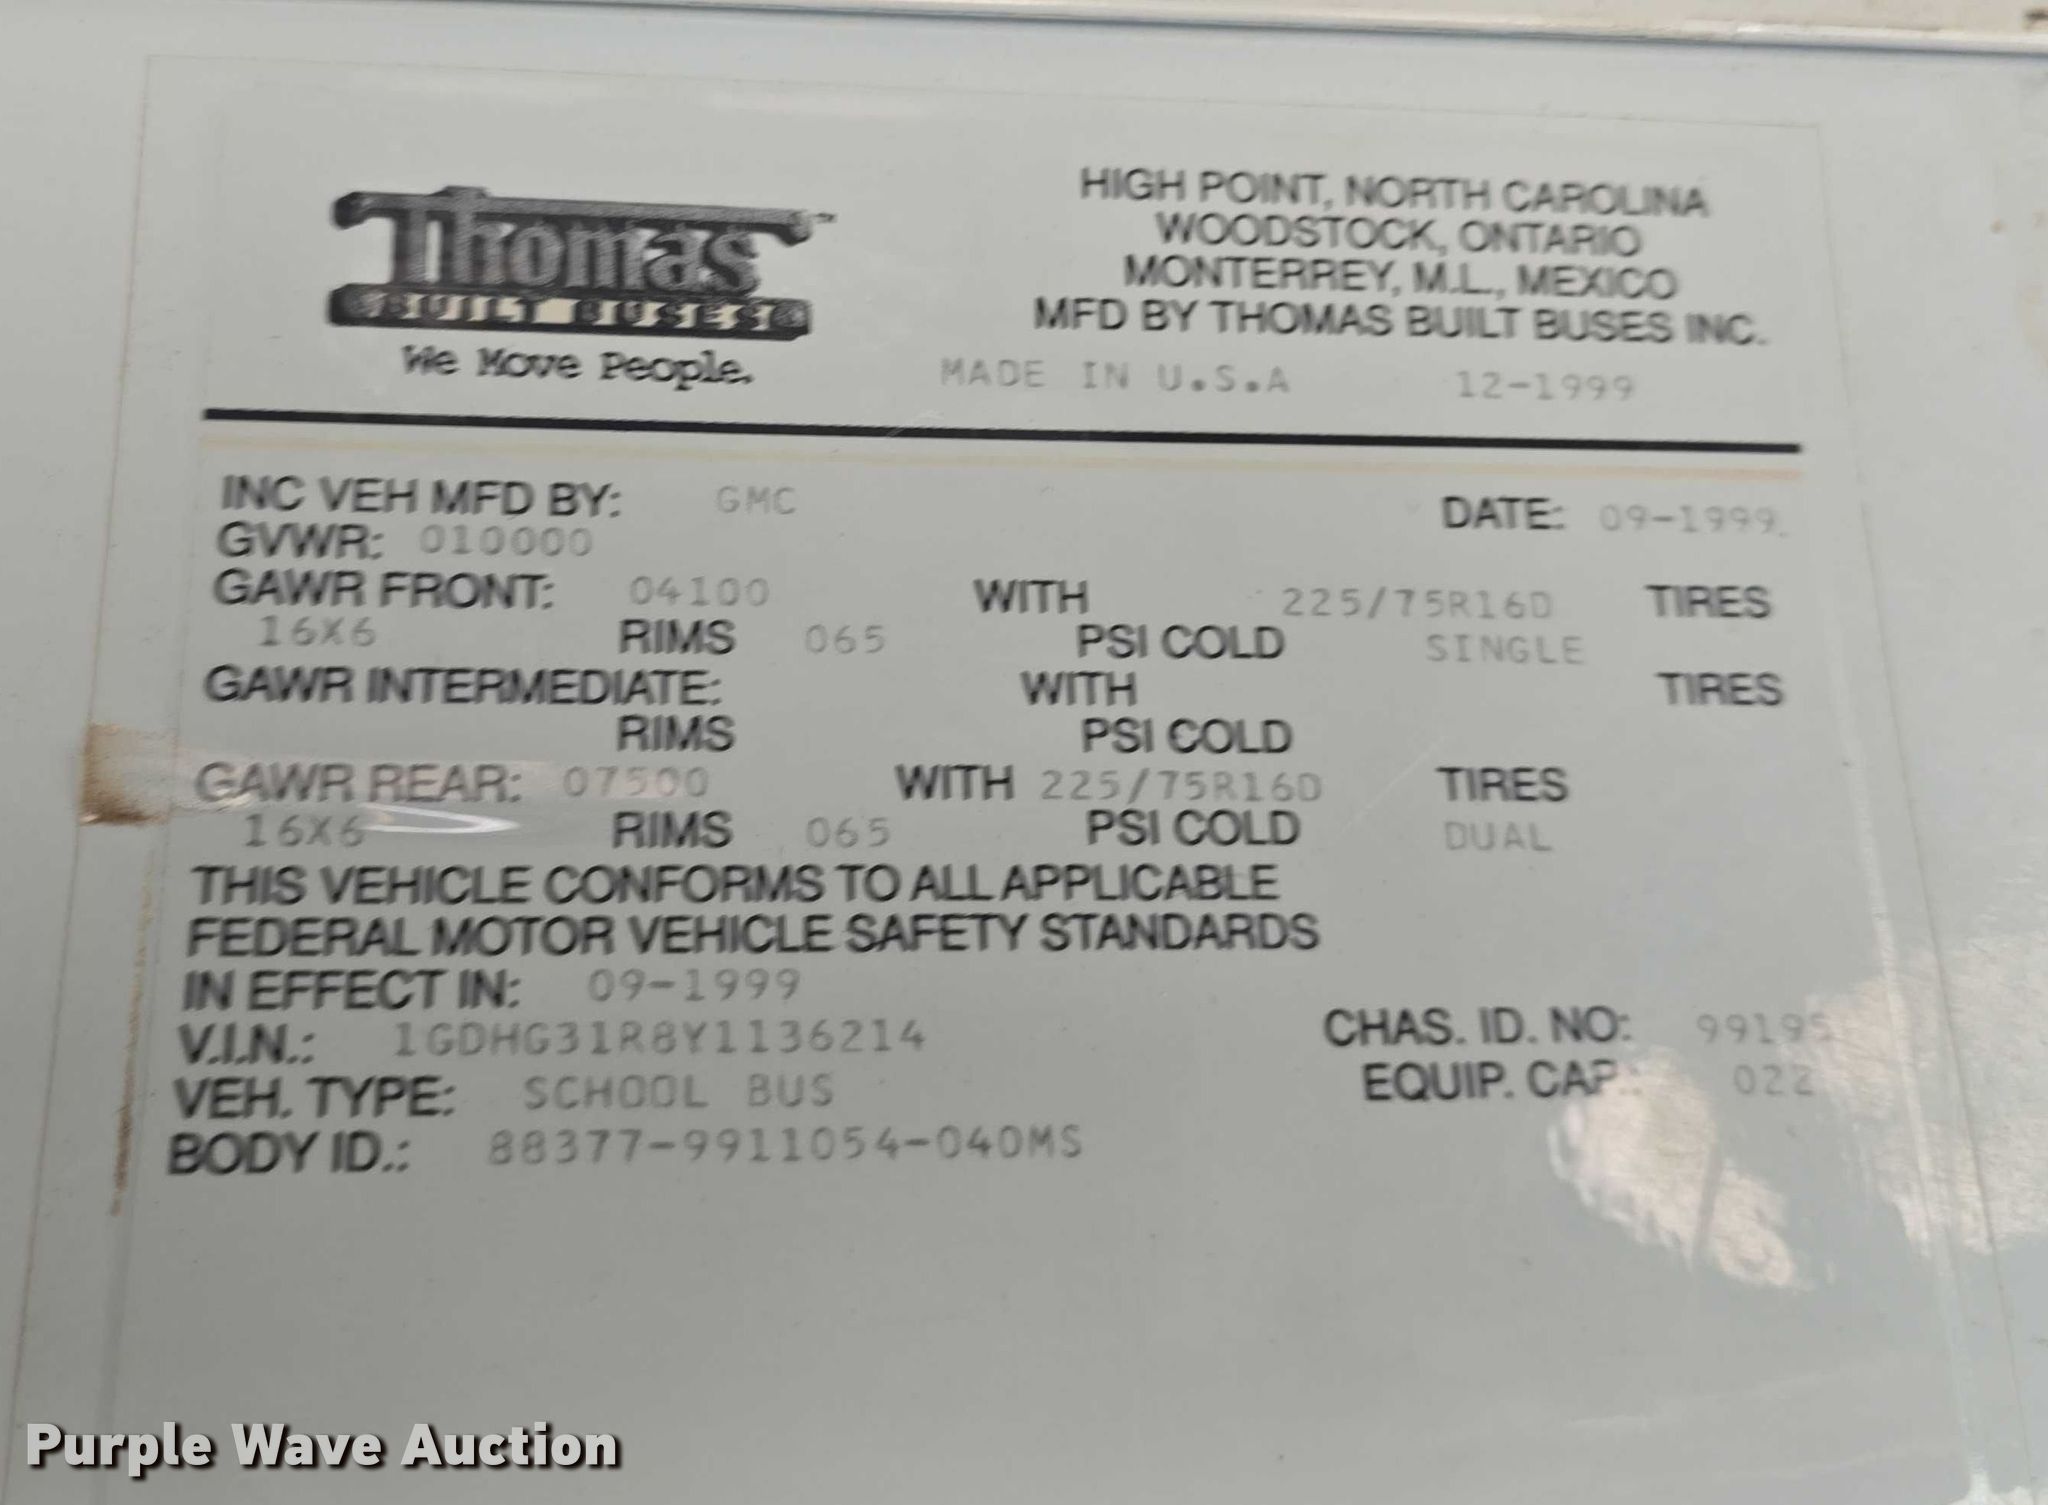 Thomas ™
BUILT BUSES®
We Move People.
HIGH POINT, NORTH CAROLINA
WOODSTOCK, ONTARIO
MONTERREY, M.L., MEXICO
MFD BY THOMAS BUILT BUSES INC.
MADE IN U.S.A 12-1999
INC VEH MFD BY: GMC DATE: 09-1999
GVWR: 010000
GAWR FRONT: 04100 WITH 225/75R16D TIRES
16X6 RIMS 065 PSI COLD SINGLE
GAWR INTERMEDIATE: WITH TIRES
RIMS PSI COLD
GAWR REAR: 07500 WITH 225/75R16D TIRES
16X6 RIMS 065 PSI COLD DUAL
THIS VEHICLE CONFORMS TO ALL APPLICABLE
FEDERAL MOTOR VEHICLE SAFETY STANDARDS
IN EFFECT IN: 09-1999
V.I.N.: 1GDHG31R8Y1136214 CHAS. ID. NO: 99195
VEH. TYPE: SCHOOL BUS EQUIP. CAP.: 022
BODY ID.: 88377-9911054-040MS
Purple Wave Auction